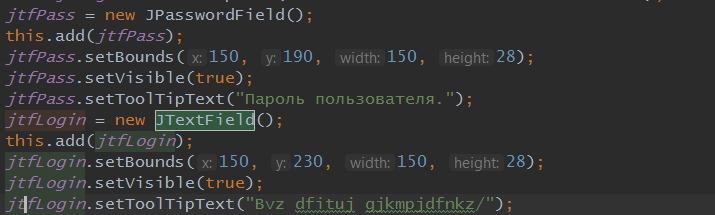 jtfPass = new JPasswordField();
this.add(jtfPass);
jtfPass.setBounds( x: 150, y: 190, width: 150, height: 28);
jtfPass.setVisible(true);
jtfPass.setToolTipText("Пароль пользователя.");
jtfLogin = new JTextField();
this.add(jtfLogin);
jtfLogin.setBounds( x: 150, y: 230, width: 150, height: 28);
jtfLogin.setVisible(true);
jtfLogin.setToolTipText("Bvz dfituj gjkmpjdfnkz/");